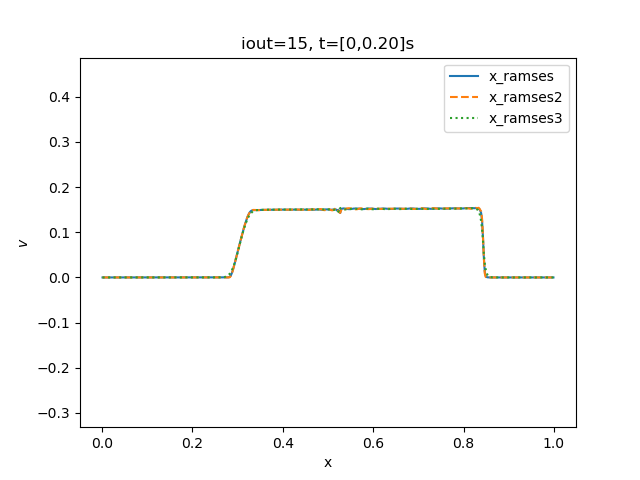 iout=15, t=[0,0.20]s
x_ramses
x_ramses2
x_ramses3
0.4
0.3
0.2
0.1
0.0
−0.1
−0.2
−0.3
v
0.0 0.2 0.4 0.6 0.8 1.0
x